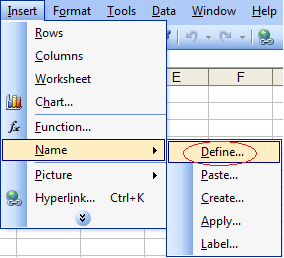 Insert Format Tools Data Window Help
Rows
Columns
Worksheet
Chart...
fx Function...
Name
Picture
Hyperlink... Ctrl+K
E F
Define...
Paste...
Create...
Apply...
Label...